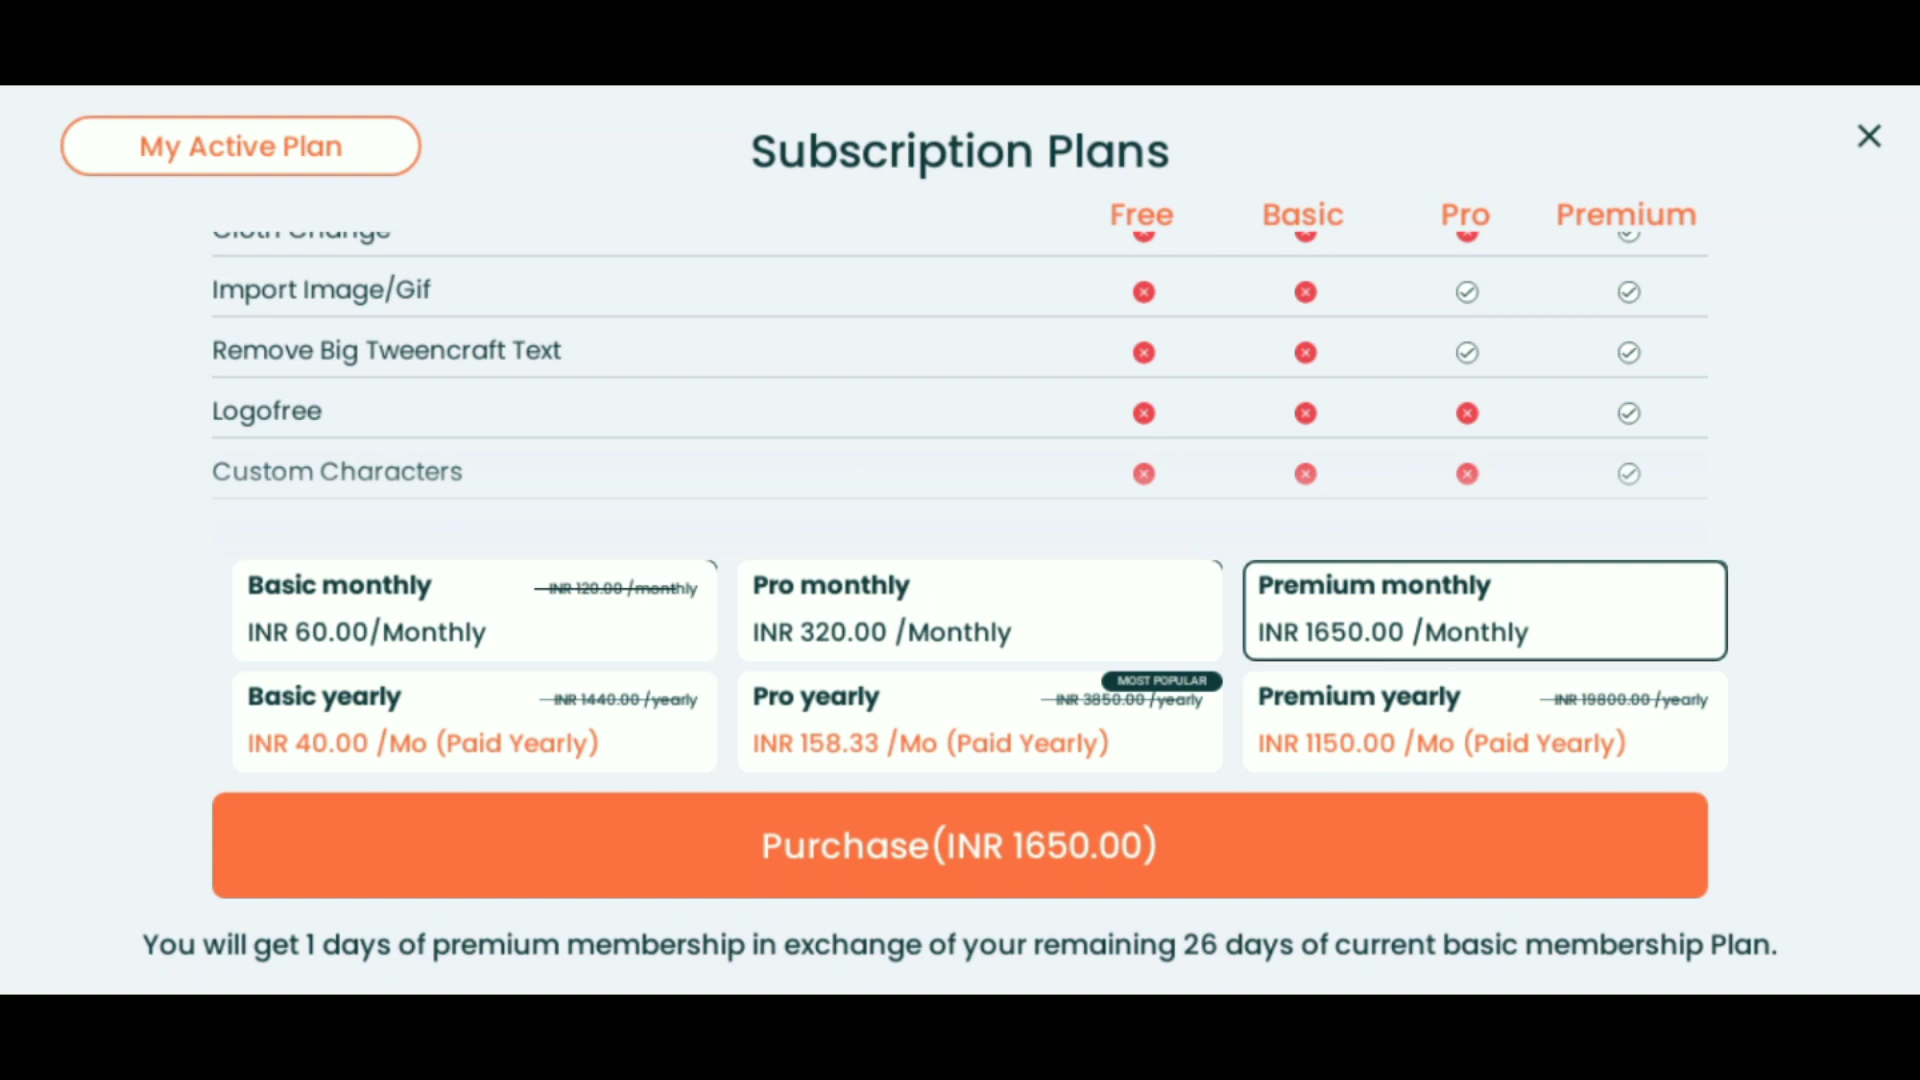 My Active Plan
Subscription Plans
Free Basic Pro Premium
Cloth Change
Import Image/Gif
Remove Big Tweencraft Text
Logofree
Custom Characters
Basic monthly INR 120.00 /monthly
INR 60.00/Monthly
Pro monthly
INR 320.00 /Monthly
Premium monthly
INR 1650.00 /Monthly
Basic yearly INR 1440.00 /yearly
INR 40.00 /Mo (Paid Yearly)
MOST POPULAR
Pro yearly INR 3850.00 /yearly
INR 158.33 /Mo (Paid Yearly)
Premium yearly INR 19800.00 /yearly
INR 1150.00 /Mo (Paid Yearly)
Purchase(INR 1650.00)
You will get 1 days of premium membership in exchange of your remaining 26 days of current basic membership Plan.